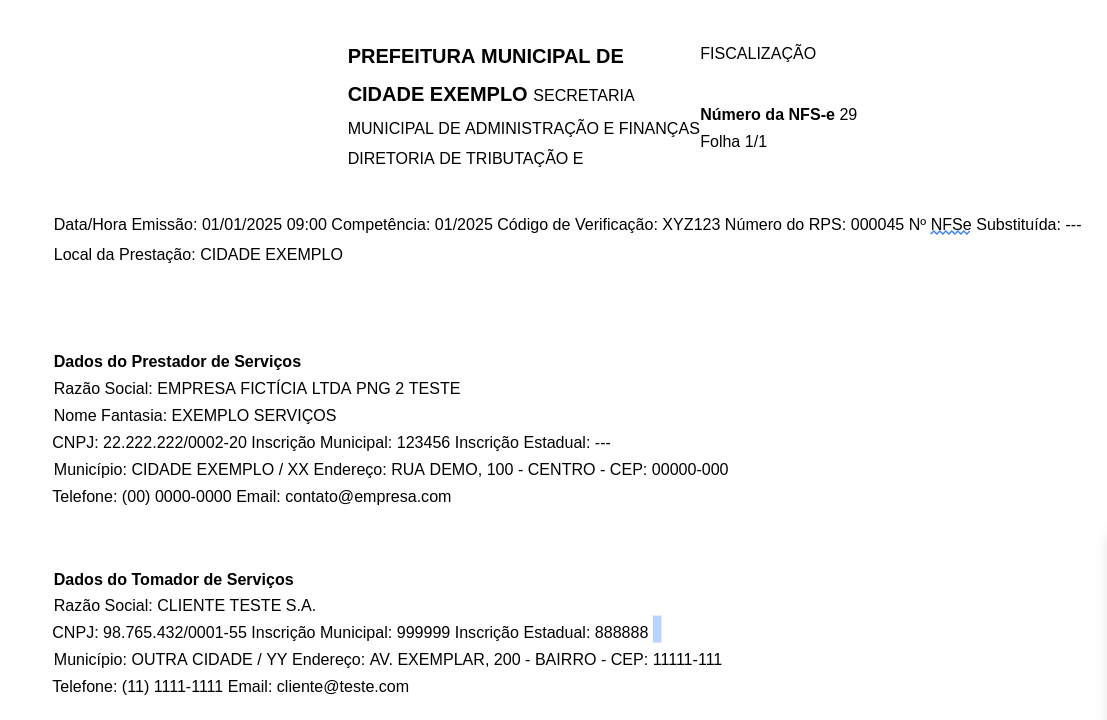 PREFEITURA MUNICIPAL DE
CIDADE EXEMPLO SECRETARIA
MUNICIPAL DE ADMINISTRAÇÃO E FINANÇAS
DIRETORIA DE TRIBUTAÇÃO E
FISCALIZAÇÃO
Número da NFS-e 29
Folha 1/1
Data/Hora Emissão: 01/01/2025 09:00 Competência: 01/2025 Código de Verificação: XYZ123 Número do RPS: 000045 Nº NFSe Substituída: ---
Local da Prestação: CIDADE EXEMPLO
Dados do Prestador de Serviços
Razão Social: EMPRESA FICTÍCIA LTDA PNG 2 TESTE
Nome Fantasia: EXEMPLO SERVIÇOS
CNPJ: 22.222.222/0002-20 Inscrição Municipal: 123456 Inscrição Estadual: ---
Município: CIDADE EXEMPLO / XX Endereço: RUA DEMO, 100 - CENTRO - CEP: 00000-000
Telefone: (00) 0000-0000 Email: contato@empresa.com
Dados do Tomador de Serviços
Razão Social: CLIENTE TESTE S.A.
CNPJ: 98.765.432/0001-55 Inscrição Municipal: 999999 Inscrição Estadual: 888888
Município: OUTRA CIDADE / YY Endereço: AV. EXEMPLAR, 200 - BAIRRO - CEP: 11111-111
Telefone: (11) 1111-1111 Email: cliente@teste.com